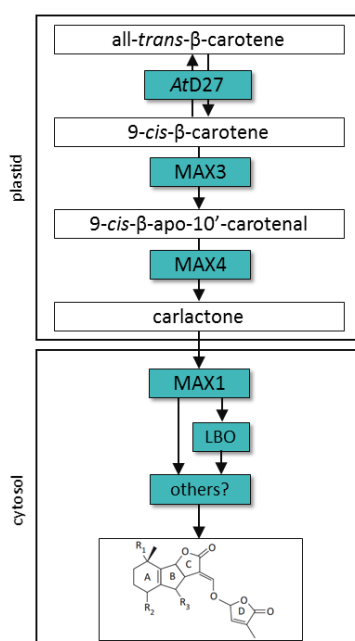 all-trans-β-carotene
AtD27
9-cis-β-carotene
MAX3
9-cis-β-apo-10’-carotenal
MAX4
carlactone
plastid
MAX1
LBO
others?
cytosol
R1
A
B
C
O
O
R2
R3
O
O
D
O